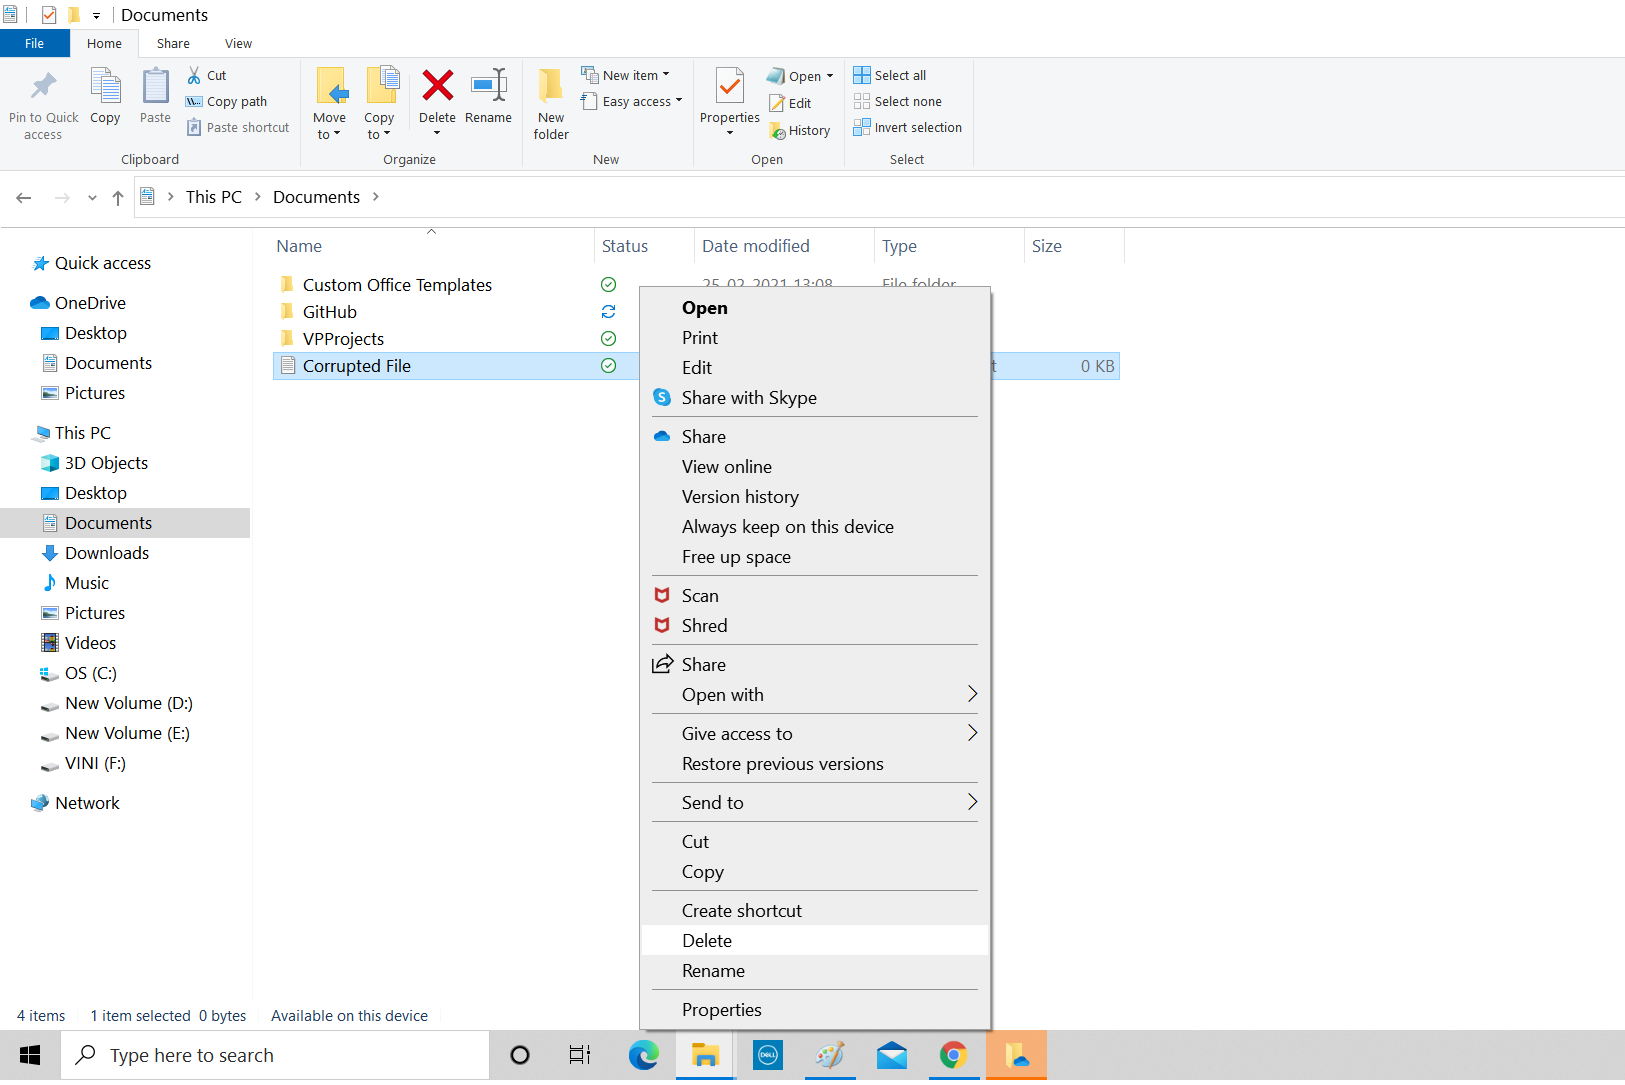 Documents
File Home Share View
Pin to Quick access
Copy
Paste
Cut
Copy path
Paste shortcut
Clipboard
Move to
Copy to
Delete
Rename
Organize
New folder
New item
Easy access
New
Properties
Open
Edit
History
Open
Select all
Select none
Invert selection
Select
This PC > Documents >
Name Status Date modified Type Size
Custom Office Templates 25-02-2021 13:08 File folder
GitHub
VPProjects
Corrupted File t 0 KB
Quick access
OneDrive
Desktop
Documents
Pictures
This PC
3D Objects
Desktop
Documents
Downloads
Music
Pictures
Videos
OS (C:)
New Volume (D:)
New Volume (E:)
VINI (F:)
Network
Open
Print
Edit
Share with Skype
Share
View online
Version history
Always keep on this device
Free up space
Scan
Shred
Share
Open with
Give access to
Restore previous versions
Send to
Cut
Copy
Create shortcut
Delete
Rename
Properties
4 items 1 item selected 0 bytes Available on this device
Type here to search
DELL